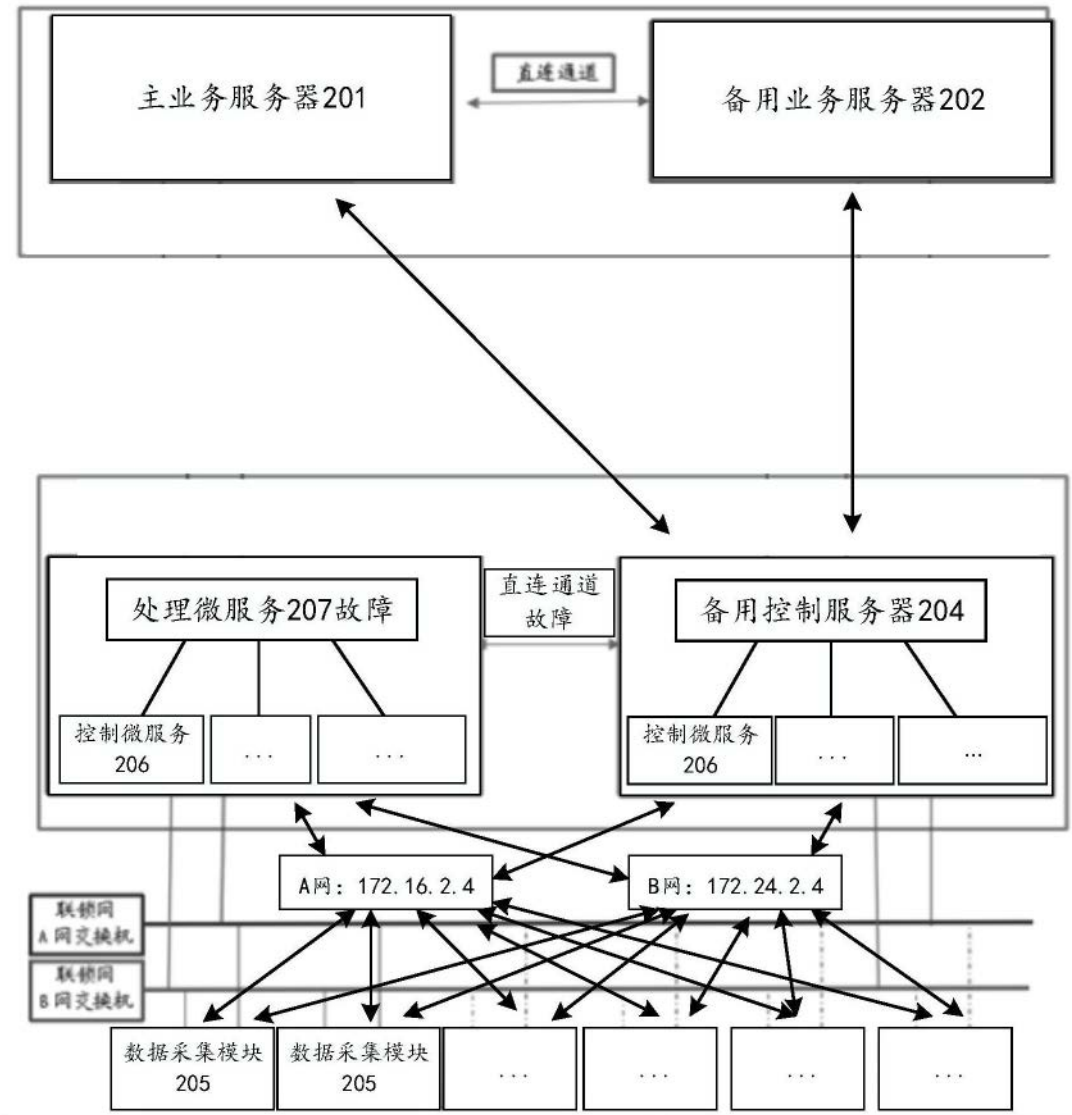 主业务服务器201
直连通道
备用业务服务器202
处理微服务207故障
直连通道
故障
备用控制服务器204
控制微服务
206
...
...
控制微服务
206
...
...
A网: 172.16.2.4
B网: 172.24.2.4
联锁网
A网交换机
联锁网
B网交换机
数据采集模块
205
数据采集模块
205
...
...
...
...